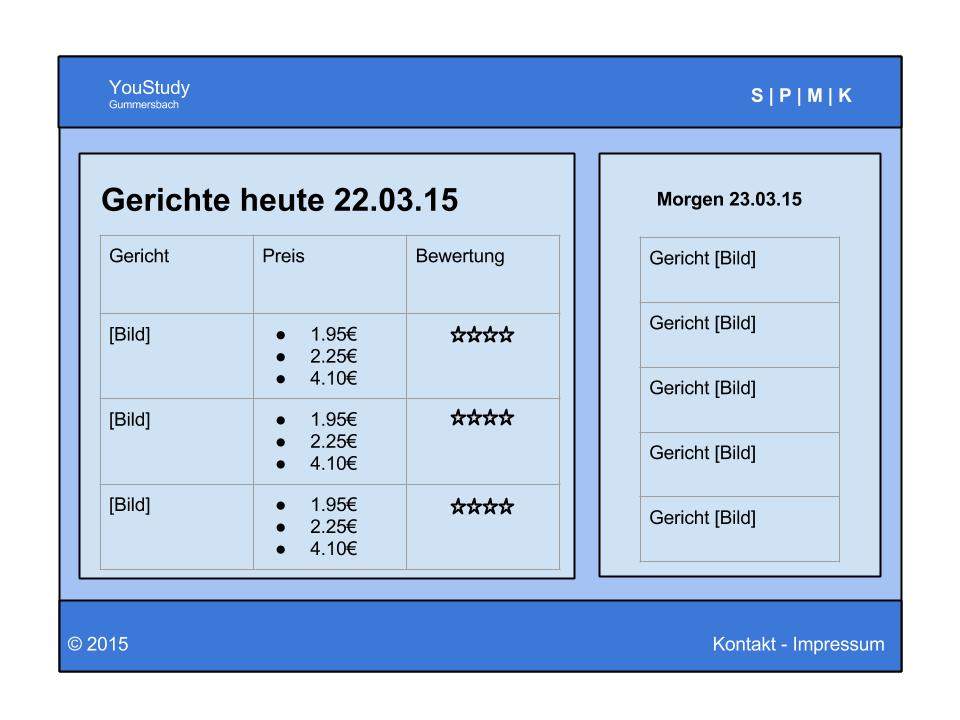 YouStudy
Gummersbach
S | P | M | K
Gerichte heute 22.03.15
Gericht Preis Bewertung
[Bild]
● 1.95€
● 2.25€
● 4.10€
☆☆☆☆
[Bild]
● 1.95€
● 2.25€
● 4.10€
☆☆☆☆
[Bild]
● 1.95€
● 2.25€
● 4.10€
☆☆☆☆
Morgen 23.03.15
Gericht [Bild]
Gericht [Bild]
Gericht [Bild]
Gericht [Bild]
Gericht [Bild]
© 2015
Kontakt - Impressum